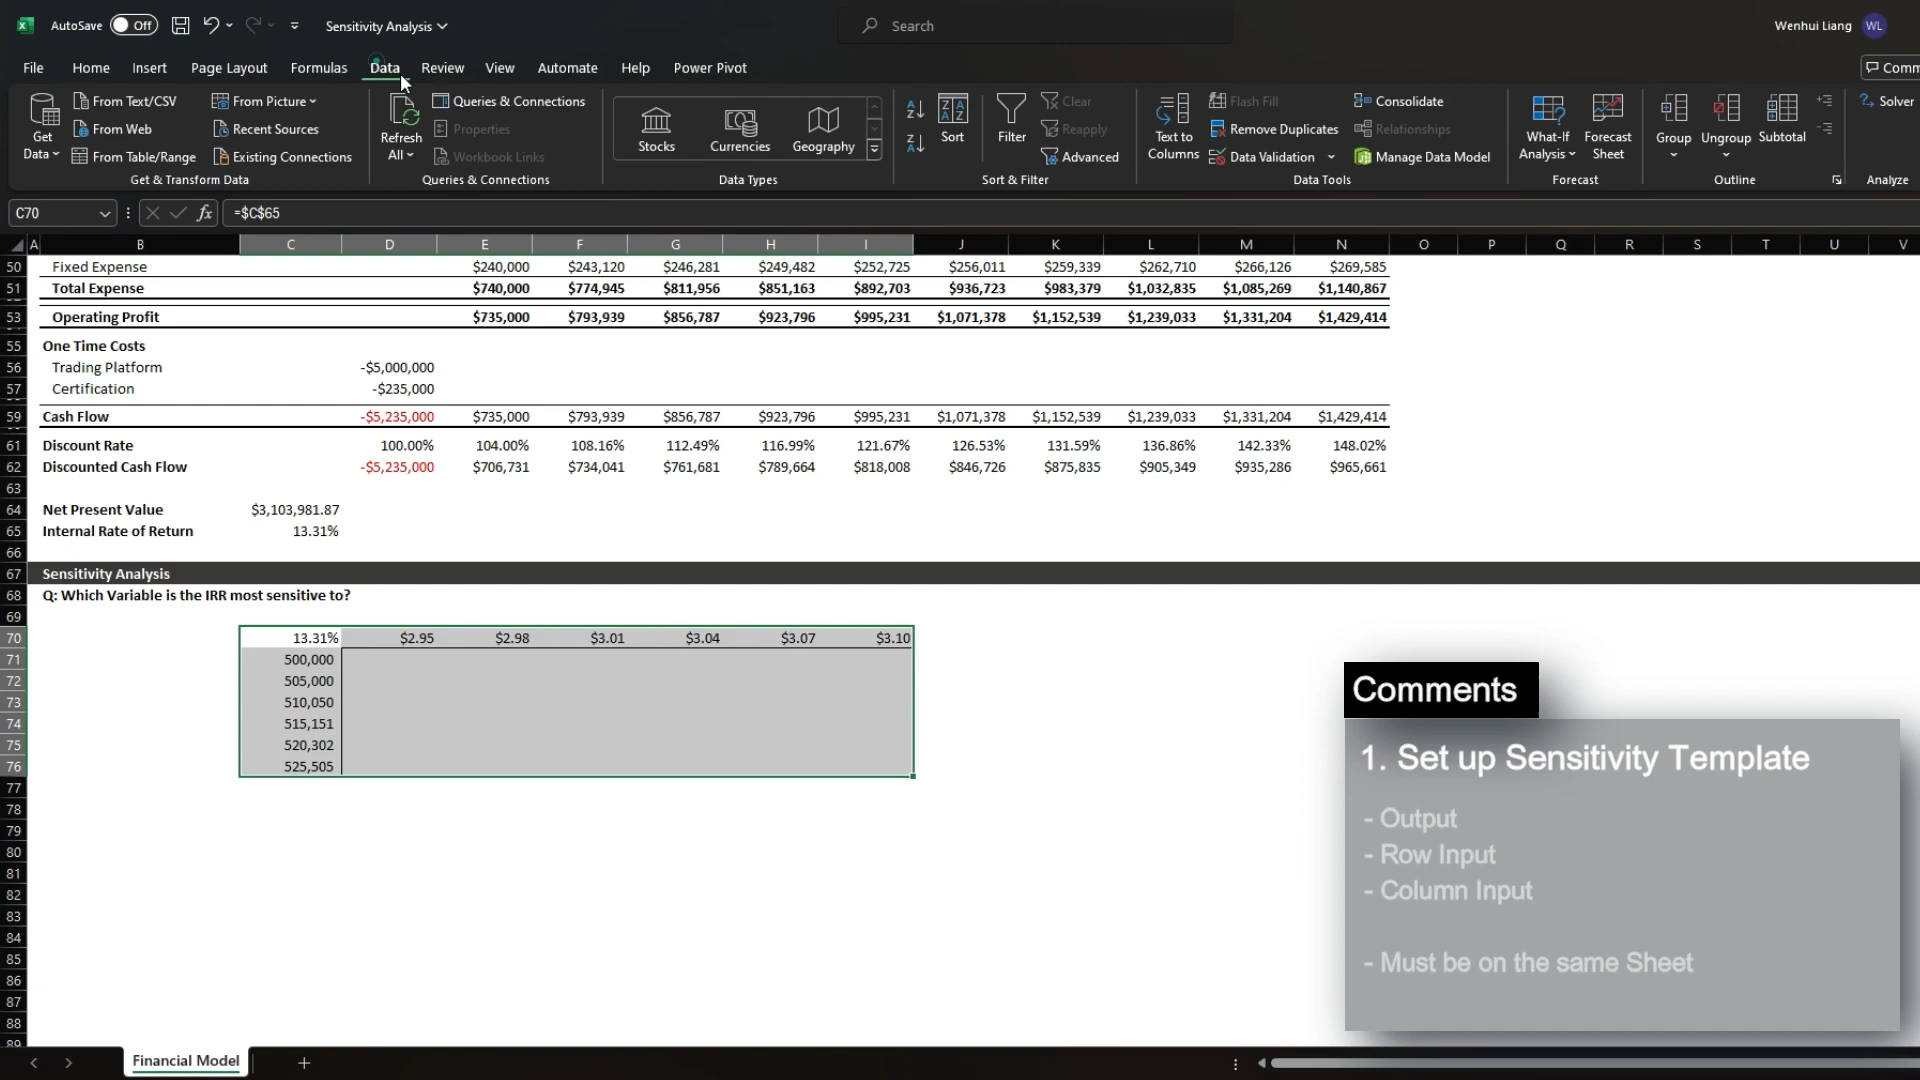 AutoSave Off Sensitivity Analysis Search Wenhui Liang WL
File Home Insert Page Layout Formulas Data Review View Automate Help Power Pivot Comm
Get Data
From Text/CSV
From Web
From Table/Range
From Picture
Recent Sources
Existing Connections
Get & Transform Data
Refresh All
Queries & Connections
Properties
Workbook Links
Queries & Connections
Stocks Currencies Geography
Data Types
Sort
Filter
Clear
Reapply
Advanced
Sort & Filter
Text to Columns
Flash Fill
Remove Duplicates
Data Validation
Consolidate
Relationships
Manage Data Model
Data Tools
What-If Analysis
Forecast Sheet
Forecast
Group Ungroup Subtotal
Outline
Solver
Analyze
C70 fx =$C$65
A B C D E F G H I J K L M N O P Q R S T U V
50 Fixed Expense $240,000 $243,120 $246,281 $249,482 $252,725 $256,011 $259,339 $262,710 $266,126 $269,585
51 Total Expense $740,000 $774,945 $811,956 $851,163 $892,703 $936,723 $983,379 $1,032,835 $1,085,269 $1,140,867
53 Operating Profit $735,000 $793,939 $856,787 $923,796 $995,231 $1,071,378 $1,152,539 $1,239,033 $1,331,204 $1,429,414
55 One Time Costs
56 Trading Platform -$5,000,000
57 Certification -$235,000
59 Cash Flow -$5,235,000 $735,000 $793,939 $856,787 $923,796 $995,231 $1,071,378 $1,152,539 $1,239,033 $1,331,204 $1,429,414
61 Discount Rate 100.00% 104.00% 108.16% 112.49% 116.99% 121.67% 126.53% 131.59% 136.86% 142.33% 148.02%
62 Discounted Cash Flow -$5,235,000 $706,731 $734,041 $761,681 $789,664 $818,008 $846,726 $875,835 $905,349 $935,286 $965,661
63
64 Net Present Value $3,103,981.87
65 Internal Rate of Return 13.31%
66
67 Sensitivity Analysis
68 Q: Which Variable is the IRR most sensitive to?
69
70 13.31% $2.95 $2.98 $3.01 $3.04 $3.07 $3.10
71 500,000
72 505,000
73 510,050
74 515,151
75 520,302
76 525,505
77
78
79
80
81
82
83
84
85
86
87
88
89
Comments
1. Set up Sensitivity Template
- Output
- Row Input
- Column Input
- Must be on the same Sheet
Financial Model